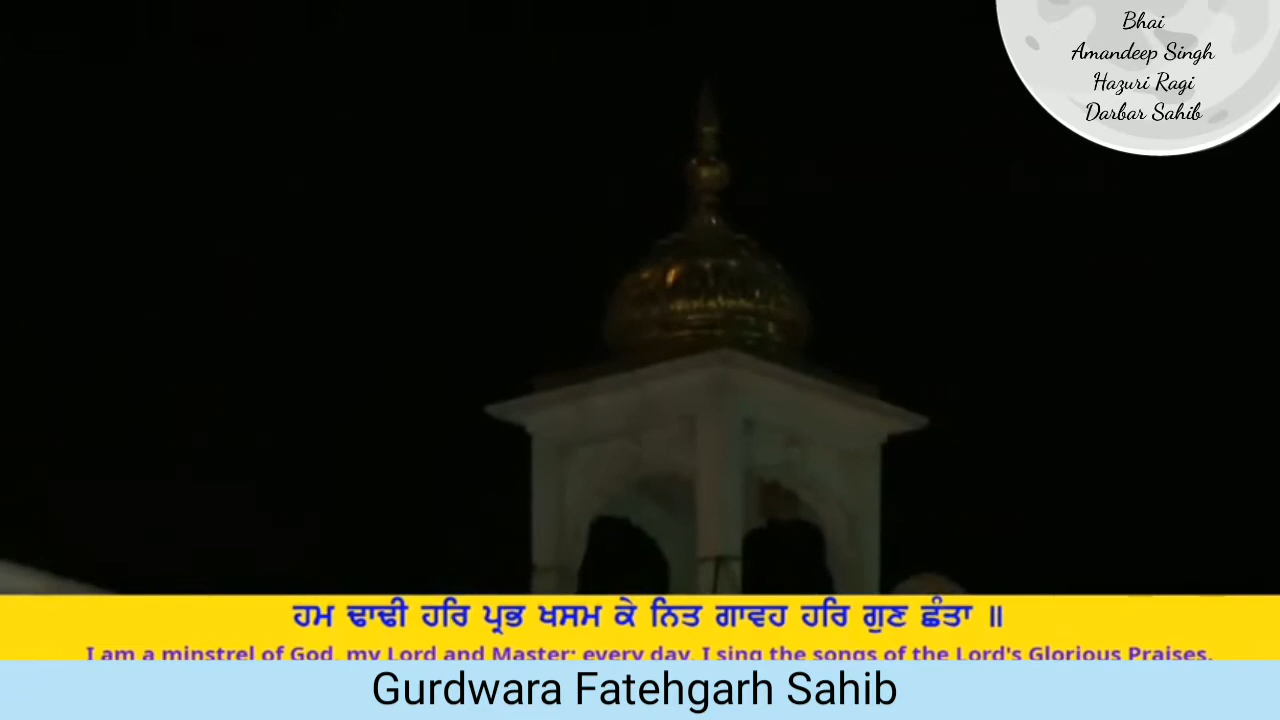 Bhai
Amandeep Singh
Hazuri Ragi
Darbar Sahib
ਹਮ ਢਾਢੀ ਹਰਿ ਪ੍ਰਭ ਖਸਮ ਕੇ ਨਿਤ ਗਾਵਹ ਹਰਿ ਗੁਣ ਛੰਤਾ ॥
I am a minstrel of God, my Lord and Master; every day, I sing the songs of the Lord's Glorious Praises.
Gurdwara Fatehgarh Sahib